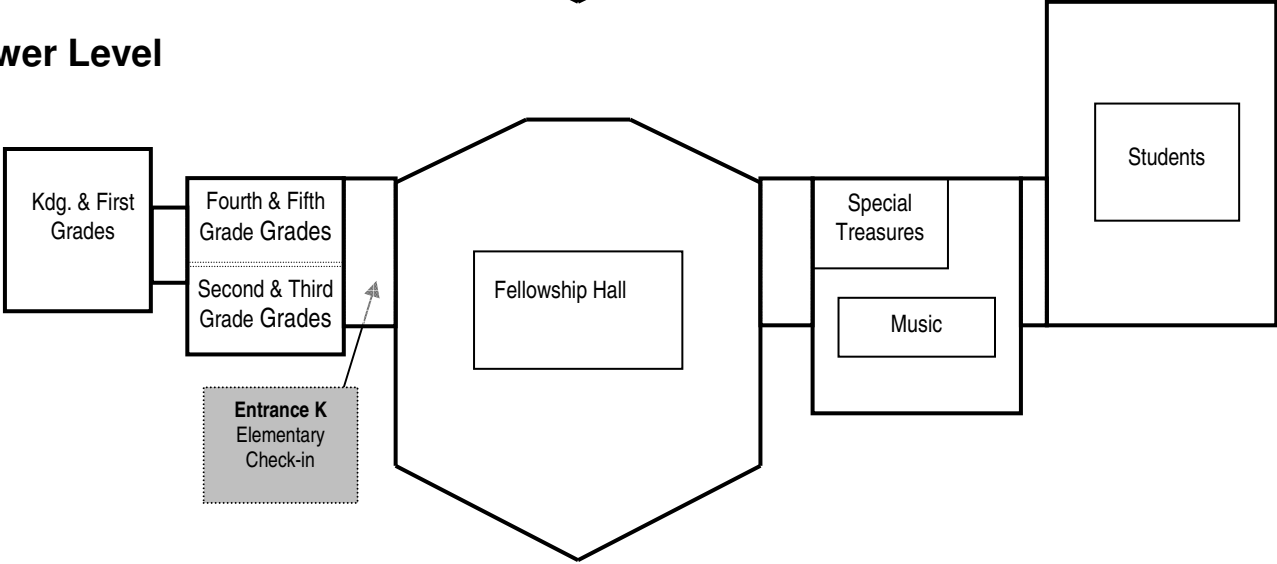 wer Level
Kdg. & First
Grades
Fourth & Fifth
Grade Grades
Second & Third
Grade Grades
Entrance K
Elementary
Check-in
Fellowship Hall
Special
Treasures
Music
Students